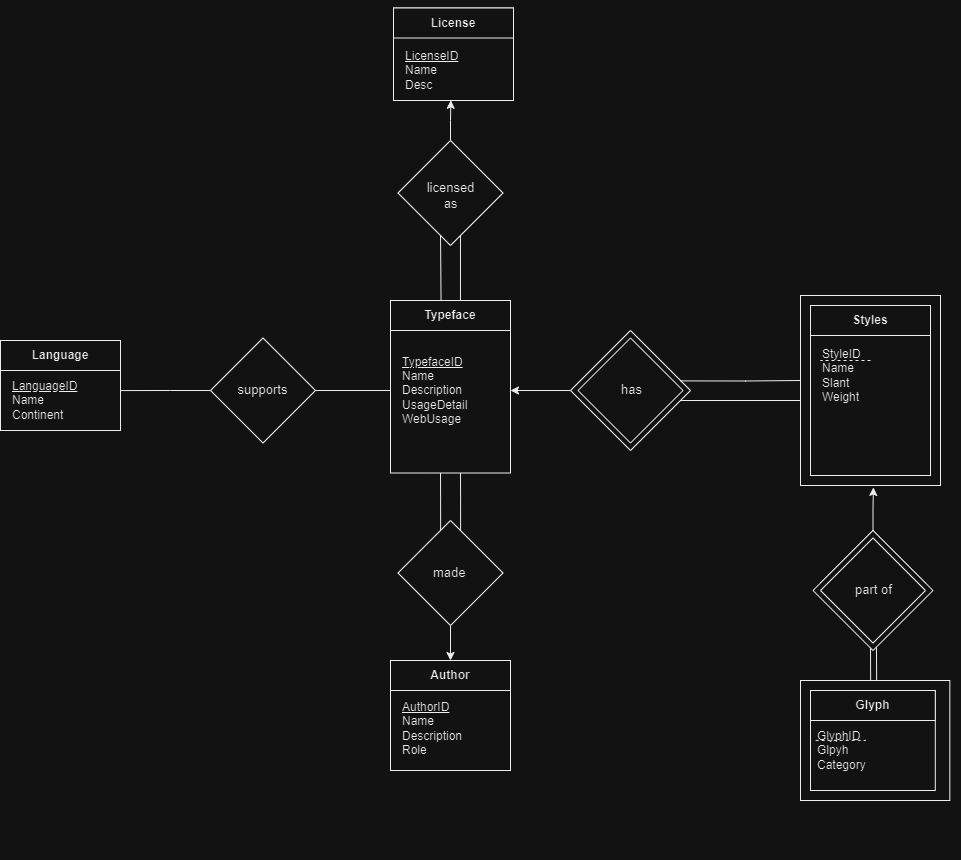 License
LicenseID
Name
Desc
licensed
as
Typeface
TypefaceID
Name
Description
UsageDetail
WebUsage
Language
LanguageID
Name
Continent
supports
has
Styles
StyleID
Name
Slant
Weight
made
part of
Author
AuthorID
Name
Description
Role
Glyph
GlyphID
Glpyh
Category